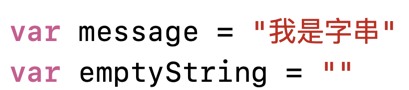 var message = "我是字串"
var emptyString = ""